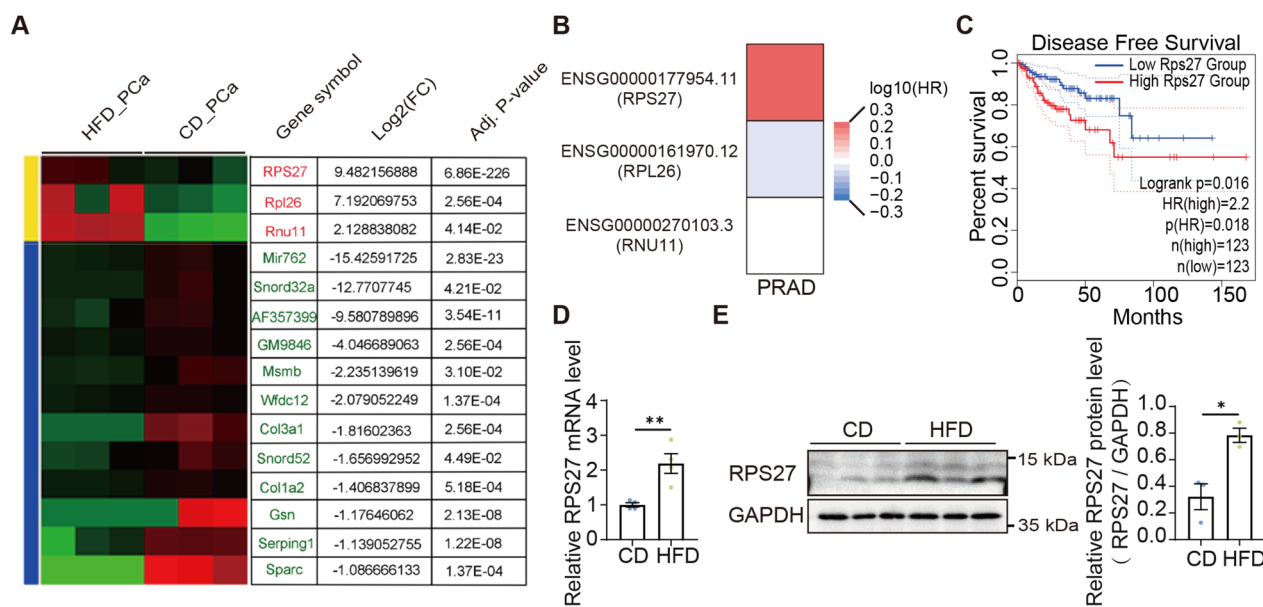 A
HFD_PCa
CD_PCa
Gene symbol
Log2(FC)
Adj. P-value
RPS27 9.482156888 6.86E-226
Rpl26 7.192069753 2.56E-04
Rnu11 2.128838082 4.14E-02
Mir762 -15.42591725 2.83E-23
Snord32a -12.7707745 4.21E-02
AF357399 -9.580789896 3.54E-11
GM9846 -4.046689063 2.56E-04
Msmb -2.235139619 3.10E-02
Wfdc12 -2.079052249 1.37E-04
Col3a1 -1.81602363 2.56E-04
Snord52 -1.656992952 4.49E-02
Col1a2 -1.406837899 5.18E-04
Gsn -1.17646062 2.13E-08
Serping1 -1.139052755 1.22E-08
Sparc -1.086666133 1.37E-04
B
ENSG00000177954.11
(RPS27)
ENSG00000161970.12
(RPL26)
ENSG00000270103.3
(RNU11)
PRAD
log10(HR)
0.3
0.2
0.1
0.0
−0.1
−0.2
−0.3
C
Disease Free Survival
Low Rps27 Group
High Rps27 Group
Percent survival
1.0
0.8
0.6
0.4
0.2
0.0
Logrank p=0.016
HR(high)=2.2
p(HR)=0.018
n(high)=123
n(low)=123
0 50 100 150
Months
D
Relative RPS27 mRNA level
4
3
2
1
0
**
CD HFD
E
CD HFD
RPS27
GAPDH
15 kDa
35 kDa
Relative RPS27 protein level
( RPS27 / GAPDH)
1.0
0.8
0.6
0.4
0.2
0.0
*
CD HFD